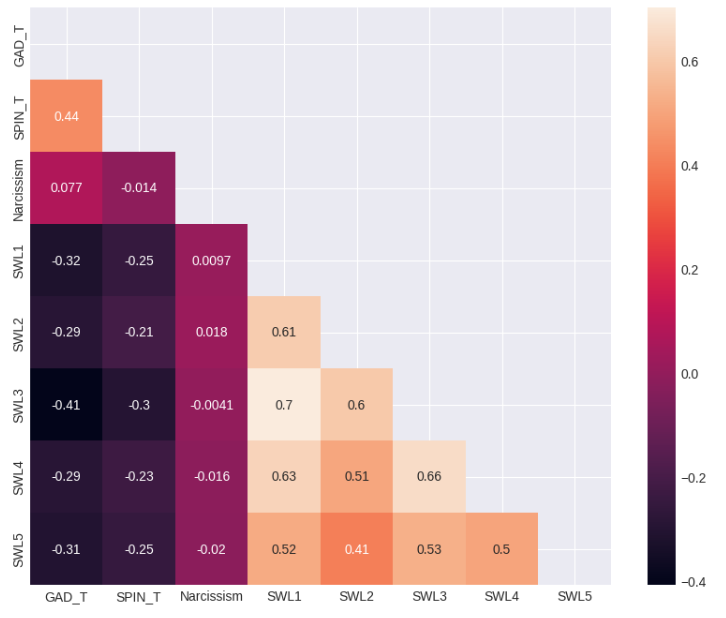 GAD_T
SPIN_T 0.44
Narcissism 0.077 -0.014
SWL1 -0.32 -0.25 0.0097
SWL2 -0.29 -0.21 0.018 0.61
SWL3 -0.41 -0.3 -0.0041 0.7 0.6
SWL4 -0.29 -0.23 -0.016 0.63 0.51 0.66
SWL5 -0.31 -0.25 -0.02 0.52 0.41 0.53 0.5
GAD_T SPIN_T Narcissism SWL1 SWL2 SWL3 SWL4 SWL5
0.6
0.4
0.2
0.0
−0.2
−0.4